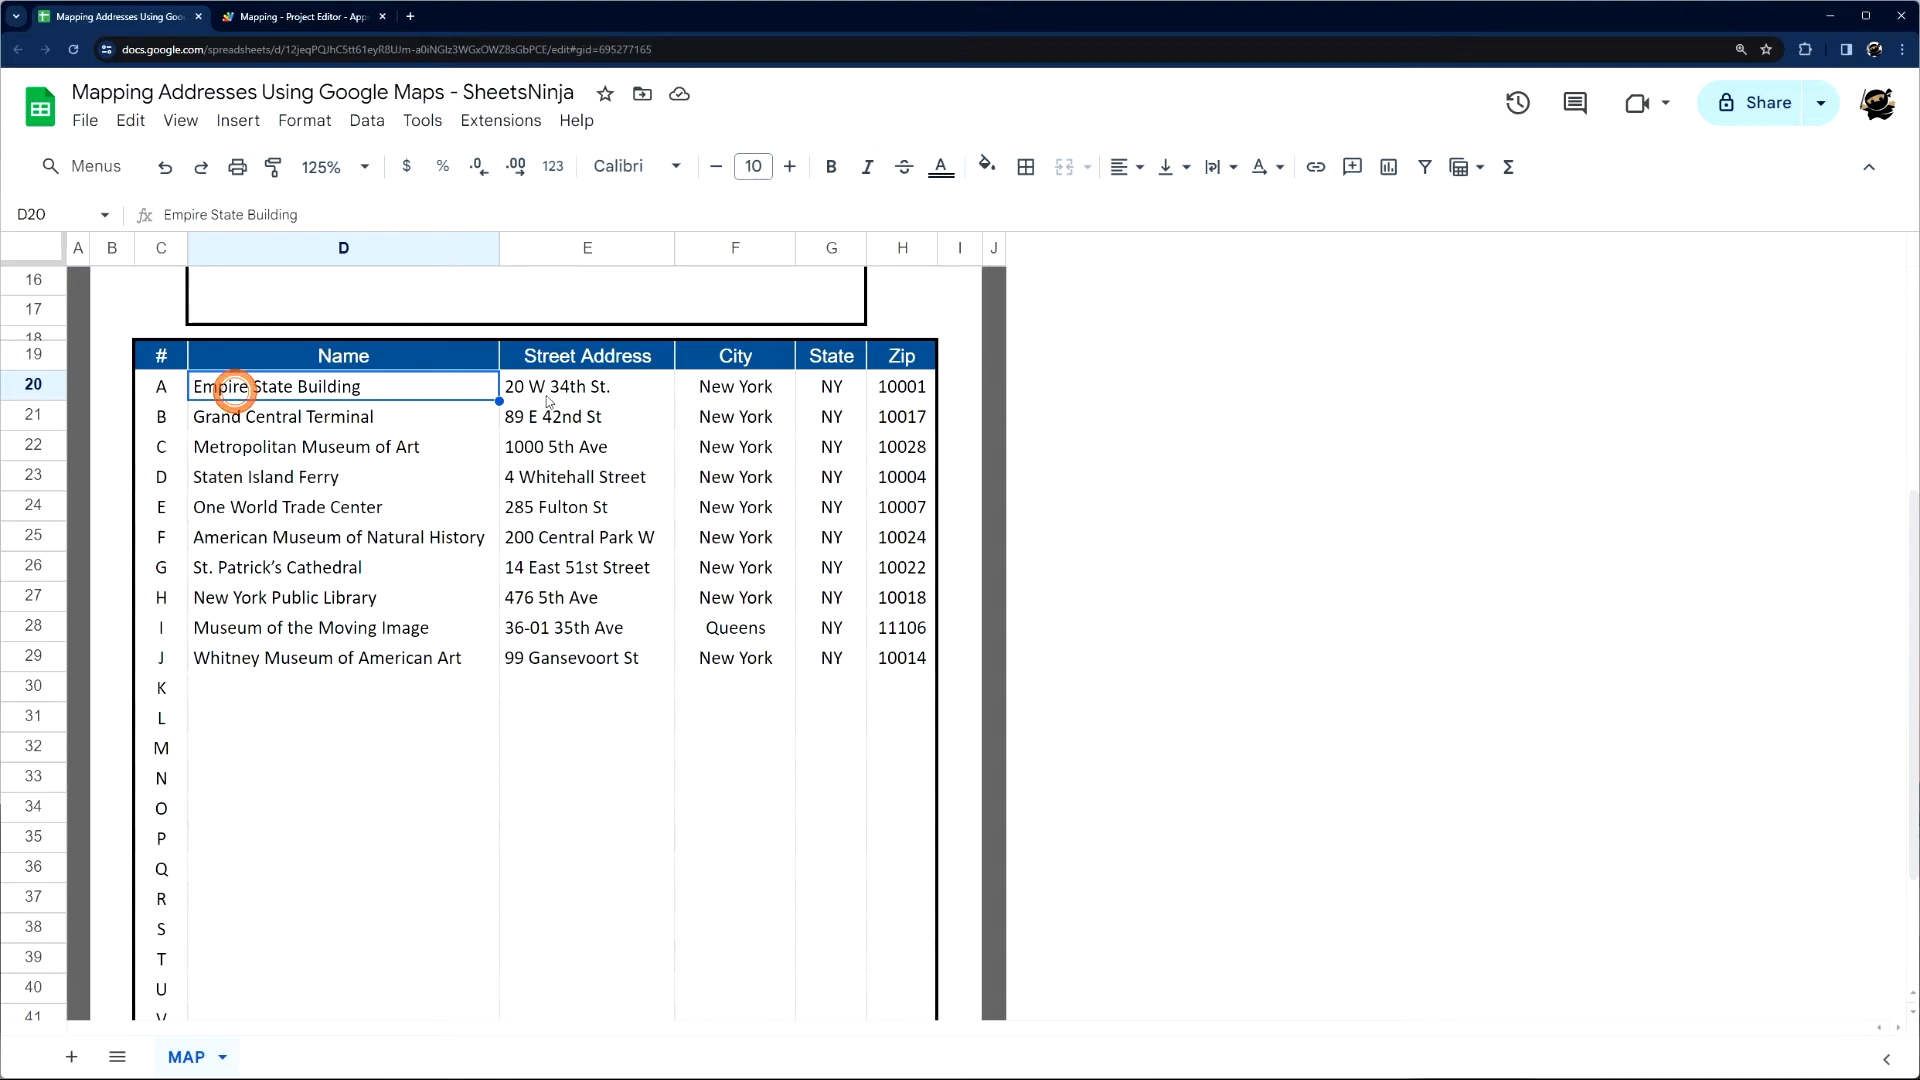 Mapping Addresses Using Goo
Mapping - Project Editor - Apps
docs.google.com/spreadsheets/d/12jeqPQJhC5tt61eyR8UJm-a0iNGIz3WGxOWZ8sGbPCE/edit#gid=695277165
Mapping Addresses Using Google Maps - SheetsNinja
File Edit View Insert Format Data Tools Extensions Help
Share
Menus 125% $ % .0 .00 123 Calibri 10 B I A
D20 fx Empire State Building
A B C D E F G H I J
16
17
18
19 # Name Street Address City State Zip
20 A Empire State Building 20 W 34th St. New York NY 10001
21 B Grand Central Terminal 89 E 42nd St New York NY 10017
22 C Metropolitan Museum of Art 1000 5th Ave New York NY 10028
23 D Staten Island Ferry 4 Whitehall Street New York NY 10004
24 E One World Trade Center 285 Fulton St New York NY 10007
25 F American Museum of Natural History 200 Central Park W New York NY 10024
26 G St. Patrick’s Cathedral 14 East 51st Street New York NY 10022
27 H New York Public Library 476 5th Ave New York NY 10018
28 I Museum of the Moving Image 36-01 35th Ave Queens NY 11106
29 J Whitney Museum of American Art 99 Gansevoort St New York NY 10014
30 K
31 L
32 M
33 N
34 O
35 P
36 Q
37 R
38 S
39 T
40 U
41 V
MAP